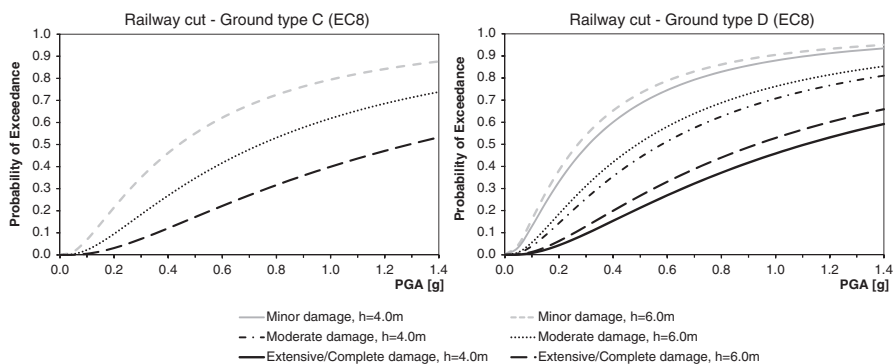 Railway cut - Ground type C (EC8)
Probability of Exceedance
1.0
0.9
0.8
0.7
0.6
0.5
0.4
0.3
0.2
0.1
0.0
0.0 0.2 0.4 0.6 0.8 1.0 1.2 1.4
PGA [g]
Railway cut - Ground type D (EC8)
Probability of Exceedance
1.0
0.9
0.8
0.7
0.6
0.5
0.4
0.3
0.2
0.1
0.0
0.0 0.2 0.4 0.6 0.8 1.0 1.2 1.4
PGA [g]
Minor damage, h=4.0m Minor damage, h=6.0m
Moderate damage, h=4.0m Moderate damage, h=6.0m
Extensive/Complete damage, h=4.0m Extensive/Complete damage, h=6.0m